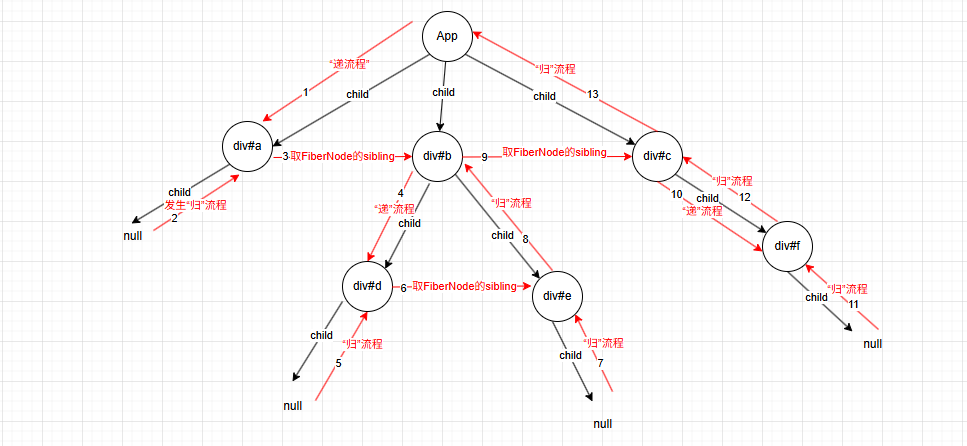 App
"递流程"
"归"流程
1
child
child
child
13
div#a
3
取FiberNode的sibling
div#b
9
取FiberNode的sibling
div#c
child
发生"归"流程
2
null
4
"递"流程
child
"归"流程
child
8
10
child
"递"流程
"归"流程
12
div#f
div#d
6
取FiberNode的sibling
div#e
child
"归"流程
11
null
child
"归"流程
5
null
child
"归"流程
7
null